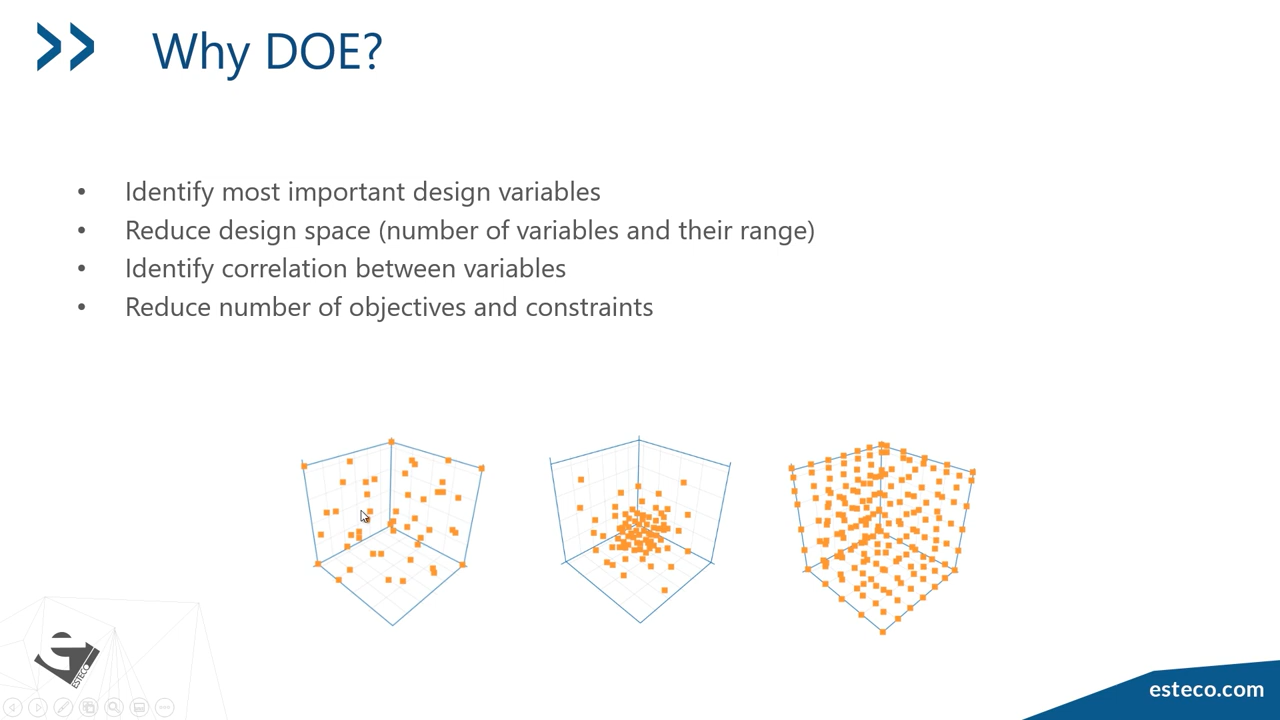 Why DOE?
• Identify most important design variables
• Reduce design space (number of variables and their range)
• Identify correlation between variables
• Reduce number of objectives and constraints
ESTECO
esteco.com